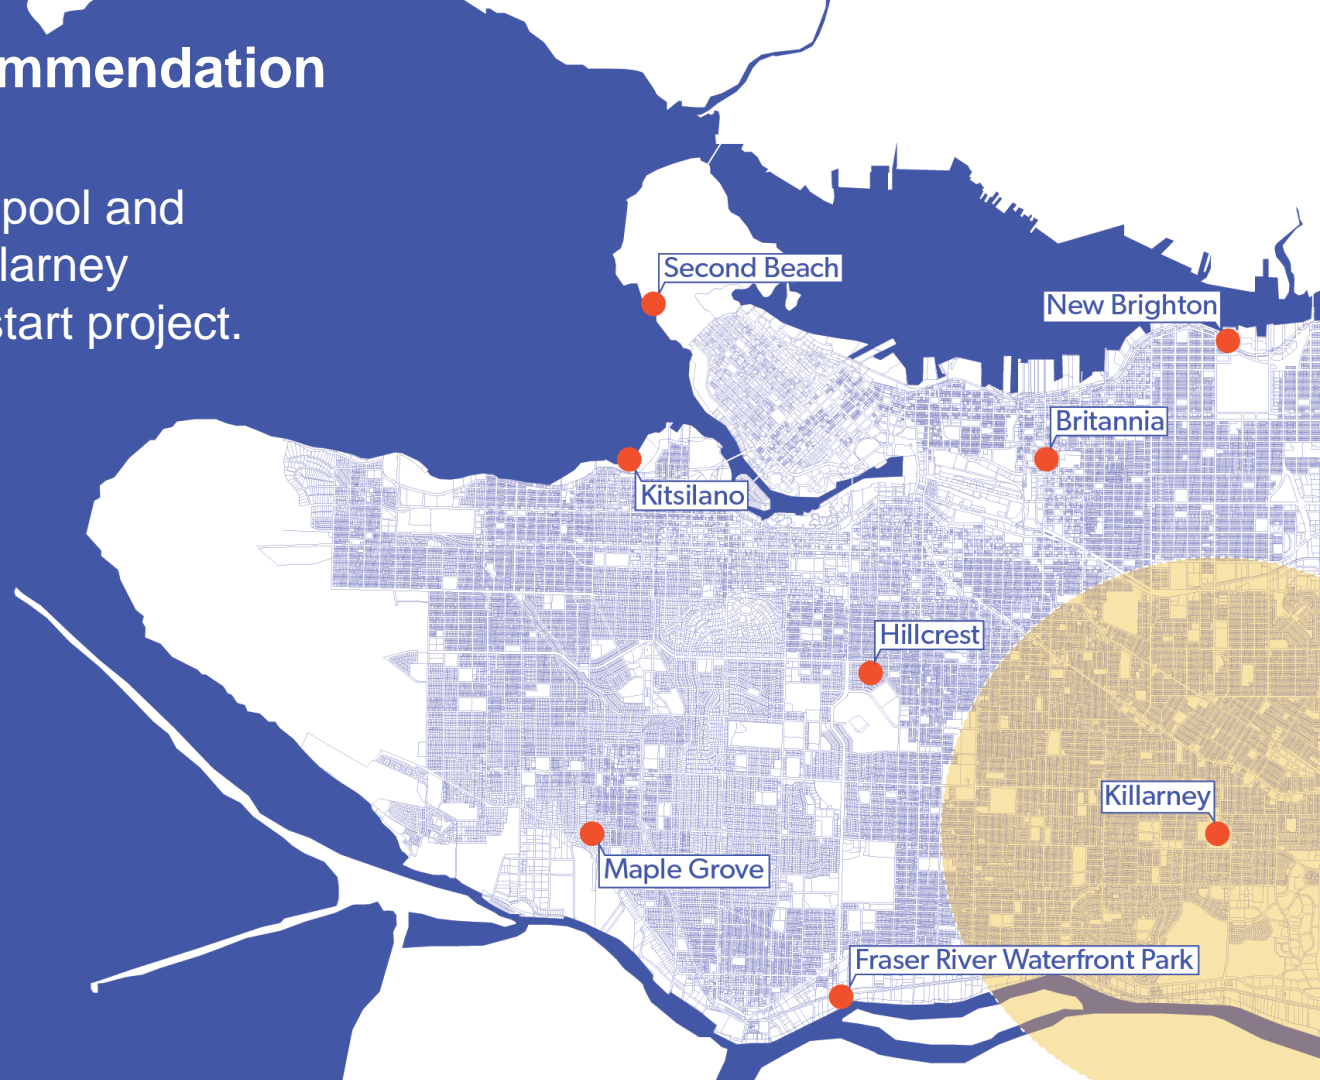 mmendation
pool and
larney
start project.
Second Beach
New Brighton
Britannia
Kitsilano
Hillcrest
Killarney
Maple Grove
Fraser River Waterfront Park